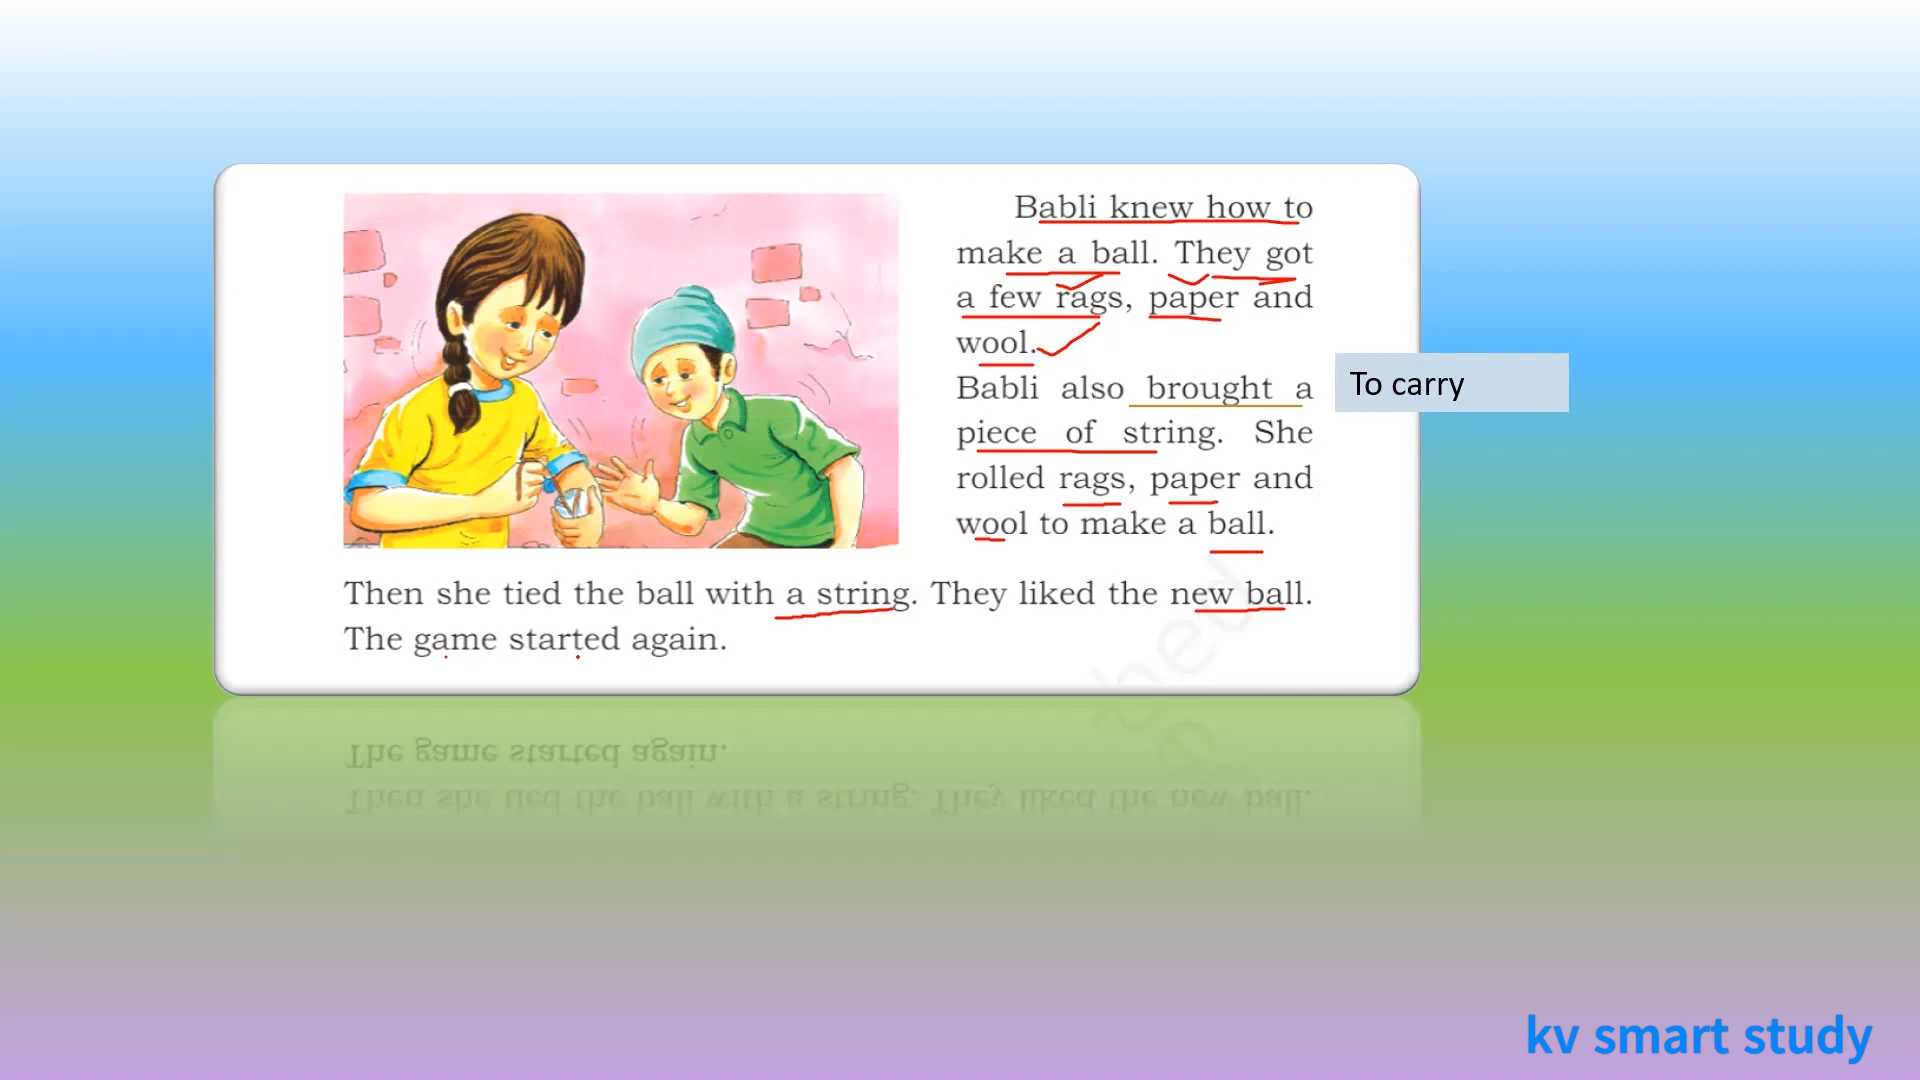 Babli knew how to
make a ball. They got
a few rags, paper and
wool.
Babli also brought a
piece of string. She
rolled rags, paper and
wool to make a ball.
To carry
Then she tied the ball with a string. They liked the new ball.
The game started again.
kv smart study